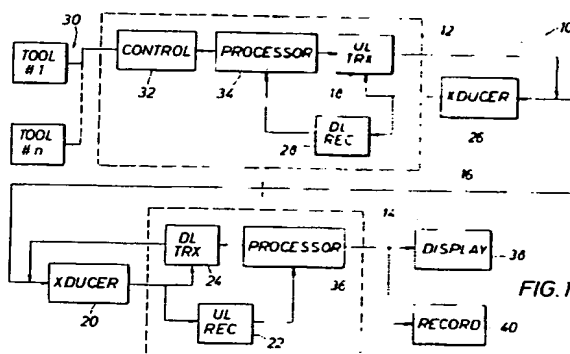 30
12
10
TOOL #1
CONTROL
PROCESSOR
UL TRX
32
34
18
XDUCER
26
TOOL #n
DL REC
28
16
14
DL TRX
PROCESSOR
DISPLAY
24
36
38
XDUCER
20
UL REC
22
FIG. 1
RECORD
40